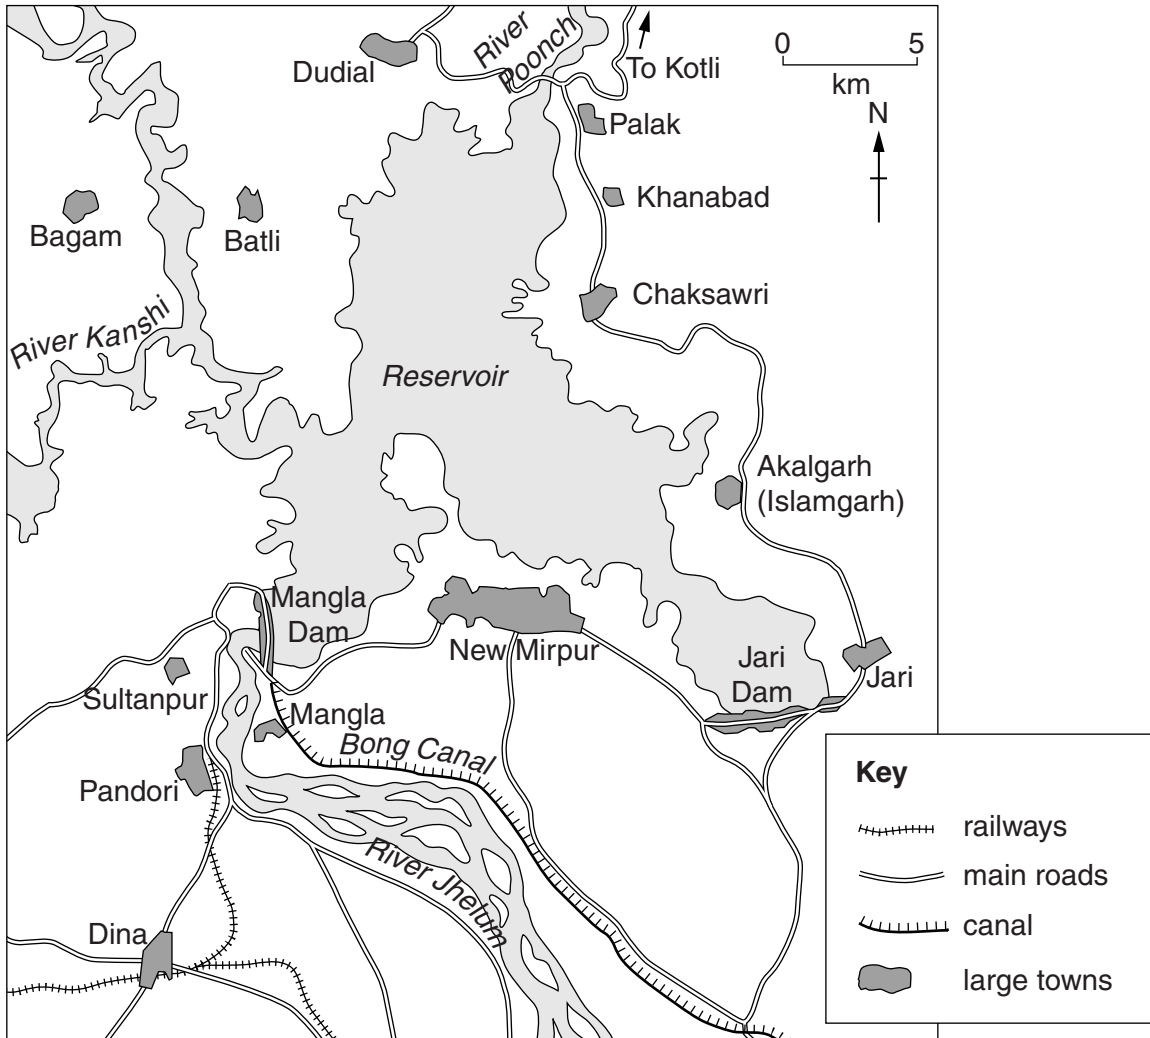 Dudial
River
Poonch
To Kotli
0 5
km
N
Palak
Khanabad
Bagam
Batli
Chaksawri
River Kanshi
Reservoir
Akalgarh
(Islamgarh)
Mangla
Dam
New Mirpur
Jari
Dam
Jari
Sultanpur
Mangla
Bong Canal
Pandori
River Jhelum
Dina
Key
railways
main roads
canal
large towns